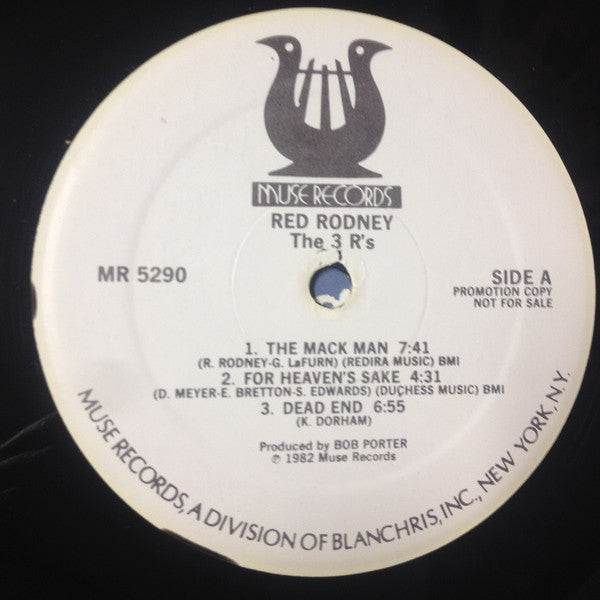 MUSE RECORDS
RED RODNEY
The 3 R's
MR 5290
SIDE A
PROMOTION COPY
NOT FOR SALE
1. THE MACK MAN 7:41
(R. RODNEY-G. LaFURN) (REDIRA MUSIC) BMI
2. FOR HEAVEN'S SAKE 4:31
(D. MEYER-E. BRETTON-S. EDWARDS) (DUCHESS MUSIC) BMI
3. DEAD END 6:55
(K. DORHAM)
Produced by BOB PORTER
℗ 1982 Muse Records
MUSE RECORDS, A DIVISION OF BLANCHRIS, INC., NEW YORK, N.Y.